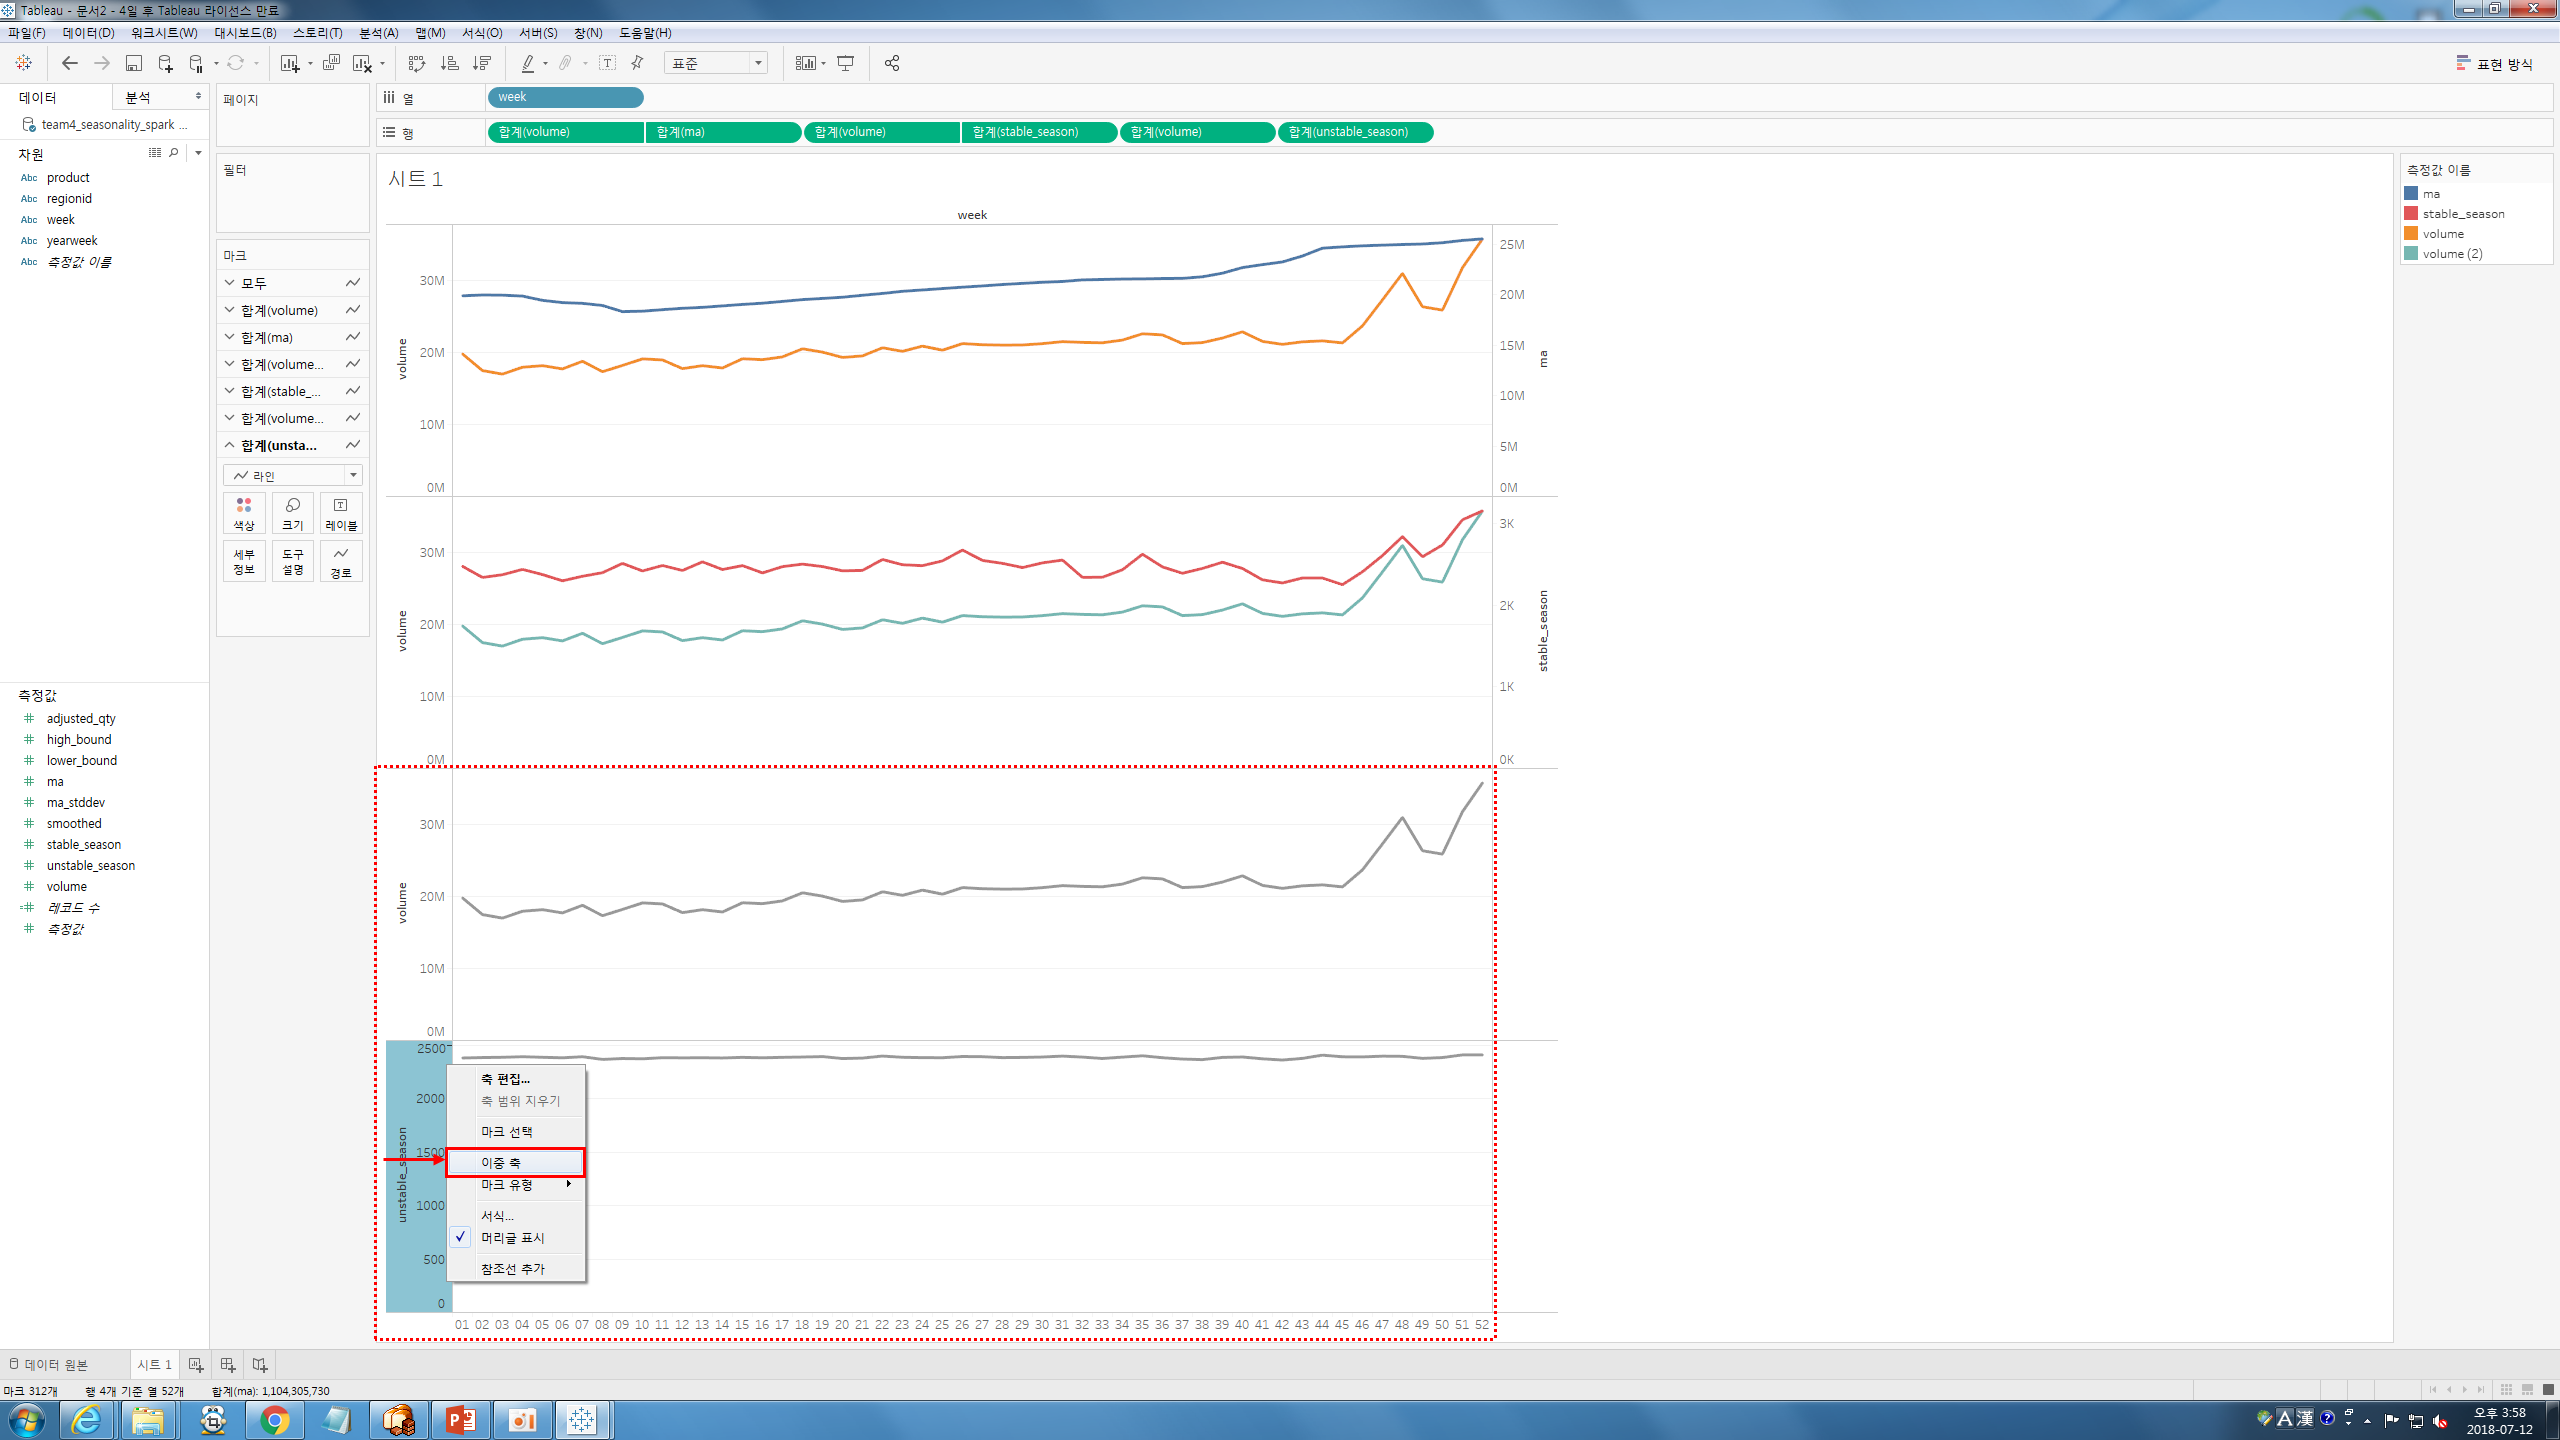 Tableau - 문서2 - 4일 후 Tableau 라이선스 만료
파일(F) 데이터(D) 워크시트(W) 대시보드(B) 스토리(T) 분석(A) 맵(M) 서식(O) 서버(S) 창(N) 도움말(H)
표준
표현 방식
데이터 분석
team4_seasonality_spark ...
차원
Abc product
Abc regionid
Abc week
Abc yearweek
Abc 측정값 이름
측정값
adjusted_qty
high_bound
lower_bound
ma
ma_stddev
smoothed
stable_season
unstable_season
volume
레코드 수
측정값
페이지
필터
마크
모두
합계(volume)
합계(ma)
합계(volume...
합계(stable_...
합계(volume...
합계(unsta...
라인
색상 크기 레이블
세부 정보
도구 설명
경로
열 week
행 합계(volume) 합계(ma) 합계(volume) 합계(stable_season) 합계(volume) 합계(unstable_season)
시트 1
week
volume
30M
20M
10M
0M
25M
20M
15M
10M
5M
0M
ma
volume
30M
20M
10M
0M
3K
2K
1K
0K
stable_season
volume
30M
20M
10M
0M
unstable_season
2500
2000
1500
1000
500
0
축 편집...
축 범위 지우기
마크 선택
이중 축
마크 유형
서식...
머리글 표시
참조선 추가
01 02 03 04 05 06 07 08 09 10 11 12 13 14 15 16 17 18 19 20 21 22 23 24 25 26 27 28 29 30 31 32 33 34 35 36 37 38 39 40 41 42 43 44 45 46 47 48 49 50 51 52
측정값 이름
ma
stable_season
volume
volume (2)
데이터 원본 시트 1
마크 312개 행 4개 기준 열 52개 합계(ma): 1,104,305,730
A 漢
오후 3:58
2018-07-12